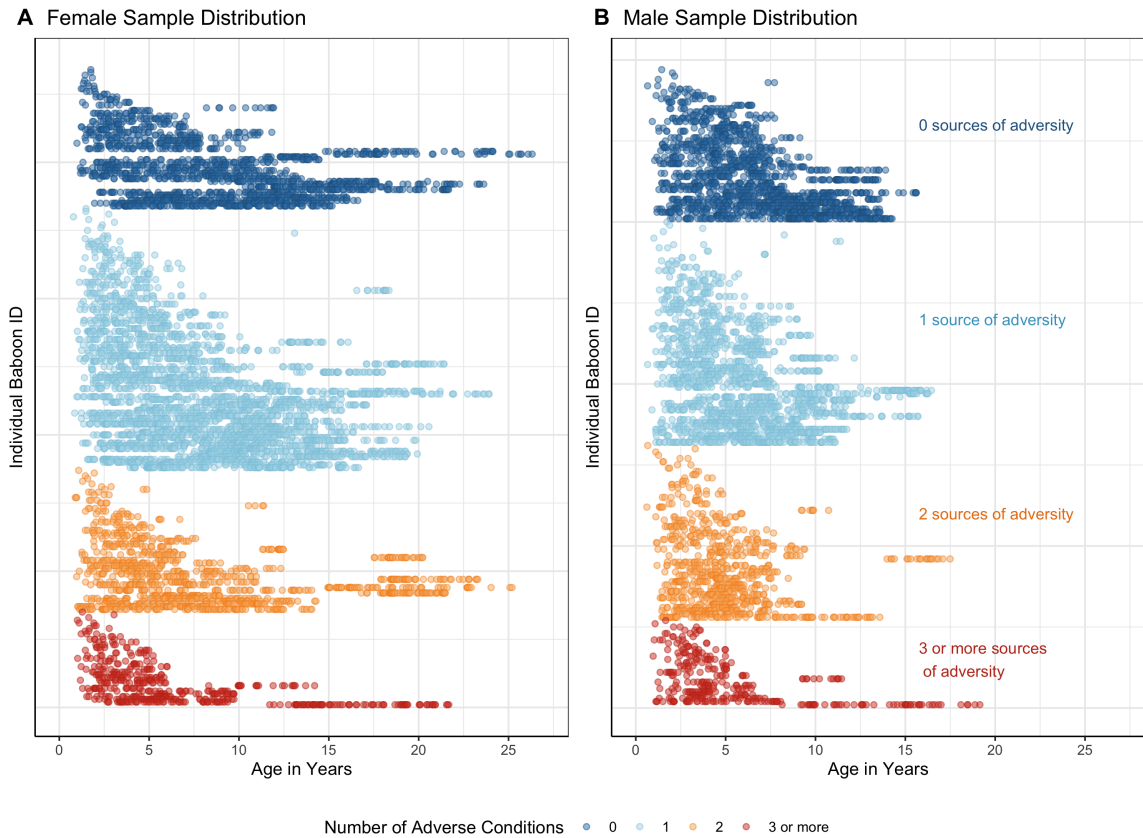 A Female Sample Distribution
B Male Sample Distribution
Individual Baboon ID
Individual Baboon ID
0 sources of adversity
1 source of adversity
2 sources of adversity
3 or more sources
of adversity
0 5 10 15 20 25
0 5 10 15 20 25
Age in Years
Age in Years
Number of Adverse Conditions 0 1 2 3 or more